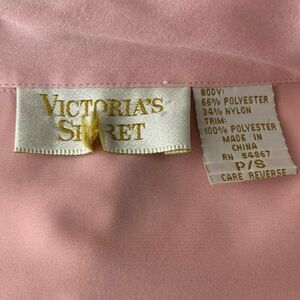 VICTORIA'S
SECRET
BODY:
66% POLYESTER
34% NYLON
TRIM:
100% POLYESTER
MADE IN
CHINA
RN 54867
P/S
CARE REVERSE